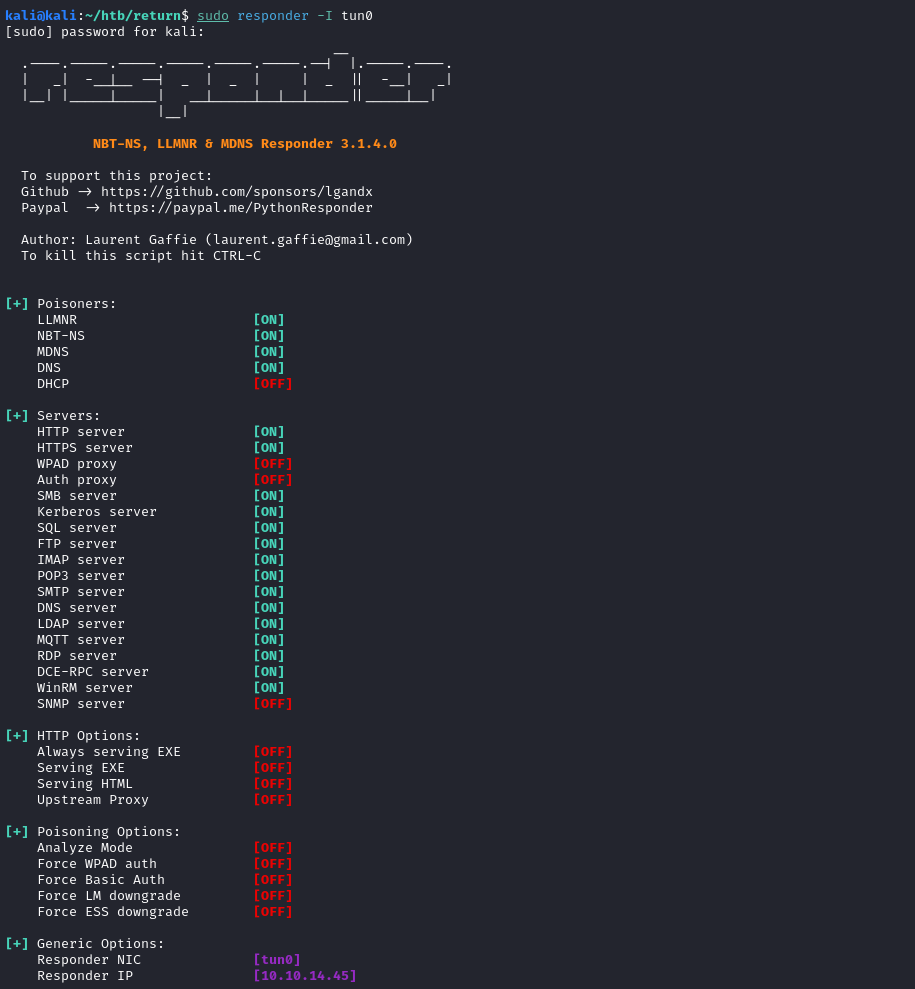 kali@kali:~/htb/return$ sudo responder -I tun0
[sudo] password for kali:
NBT-NS, LLMNR & MDNS Responder 3.1.4.0
To support this project:
Github -> https://github.com/sponsors/lgandx
Paypal  -> https://paypal.me/PythonResponder
Author: Laurent Gaffie (laurent.gaffie@gmail.com)
To kill this script hit CTRL-C
[+] Poisoners:
LLMNR [ON]
NBT-NS [ON]
MDNS [ON]
DNS [ON]
DHCP [OFF]
[+] Servers:
HTTP server [ON]
HTTPS server [ON]
WPAD proxy [OFF]
Auth proxy [OFF]
SMB server [ON]
Kerberos server [ON]
SQL server [ON]
FTP server [ON]
IMAP server [ON]
POP3 server [ON]
SMTP server [ON]
DNS server [ON]
LDAP server [ON]
MQTT server [ON]
RDP server [ON]
DCE-RPC server [ON]
WinRM server [ON]
SNMP server [OFF]
[+] HTTP Options:
Always serving EXE [OFF]
Serving EXE [OFF]
Serving HTML [OFF]
Upstream Proxy [OFF]
[+] Poisoning Options:
Analyze Mode [OFF]
Force WPAD auth [OFF]
Force Basic Auth [OFF]
Force LM downgrade [OFF]
Force ESS downgrade [OFF]
[+] Generic Options:
Responder NIC [tun0]
Responder IP [10.10.14.45]